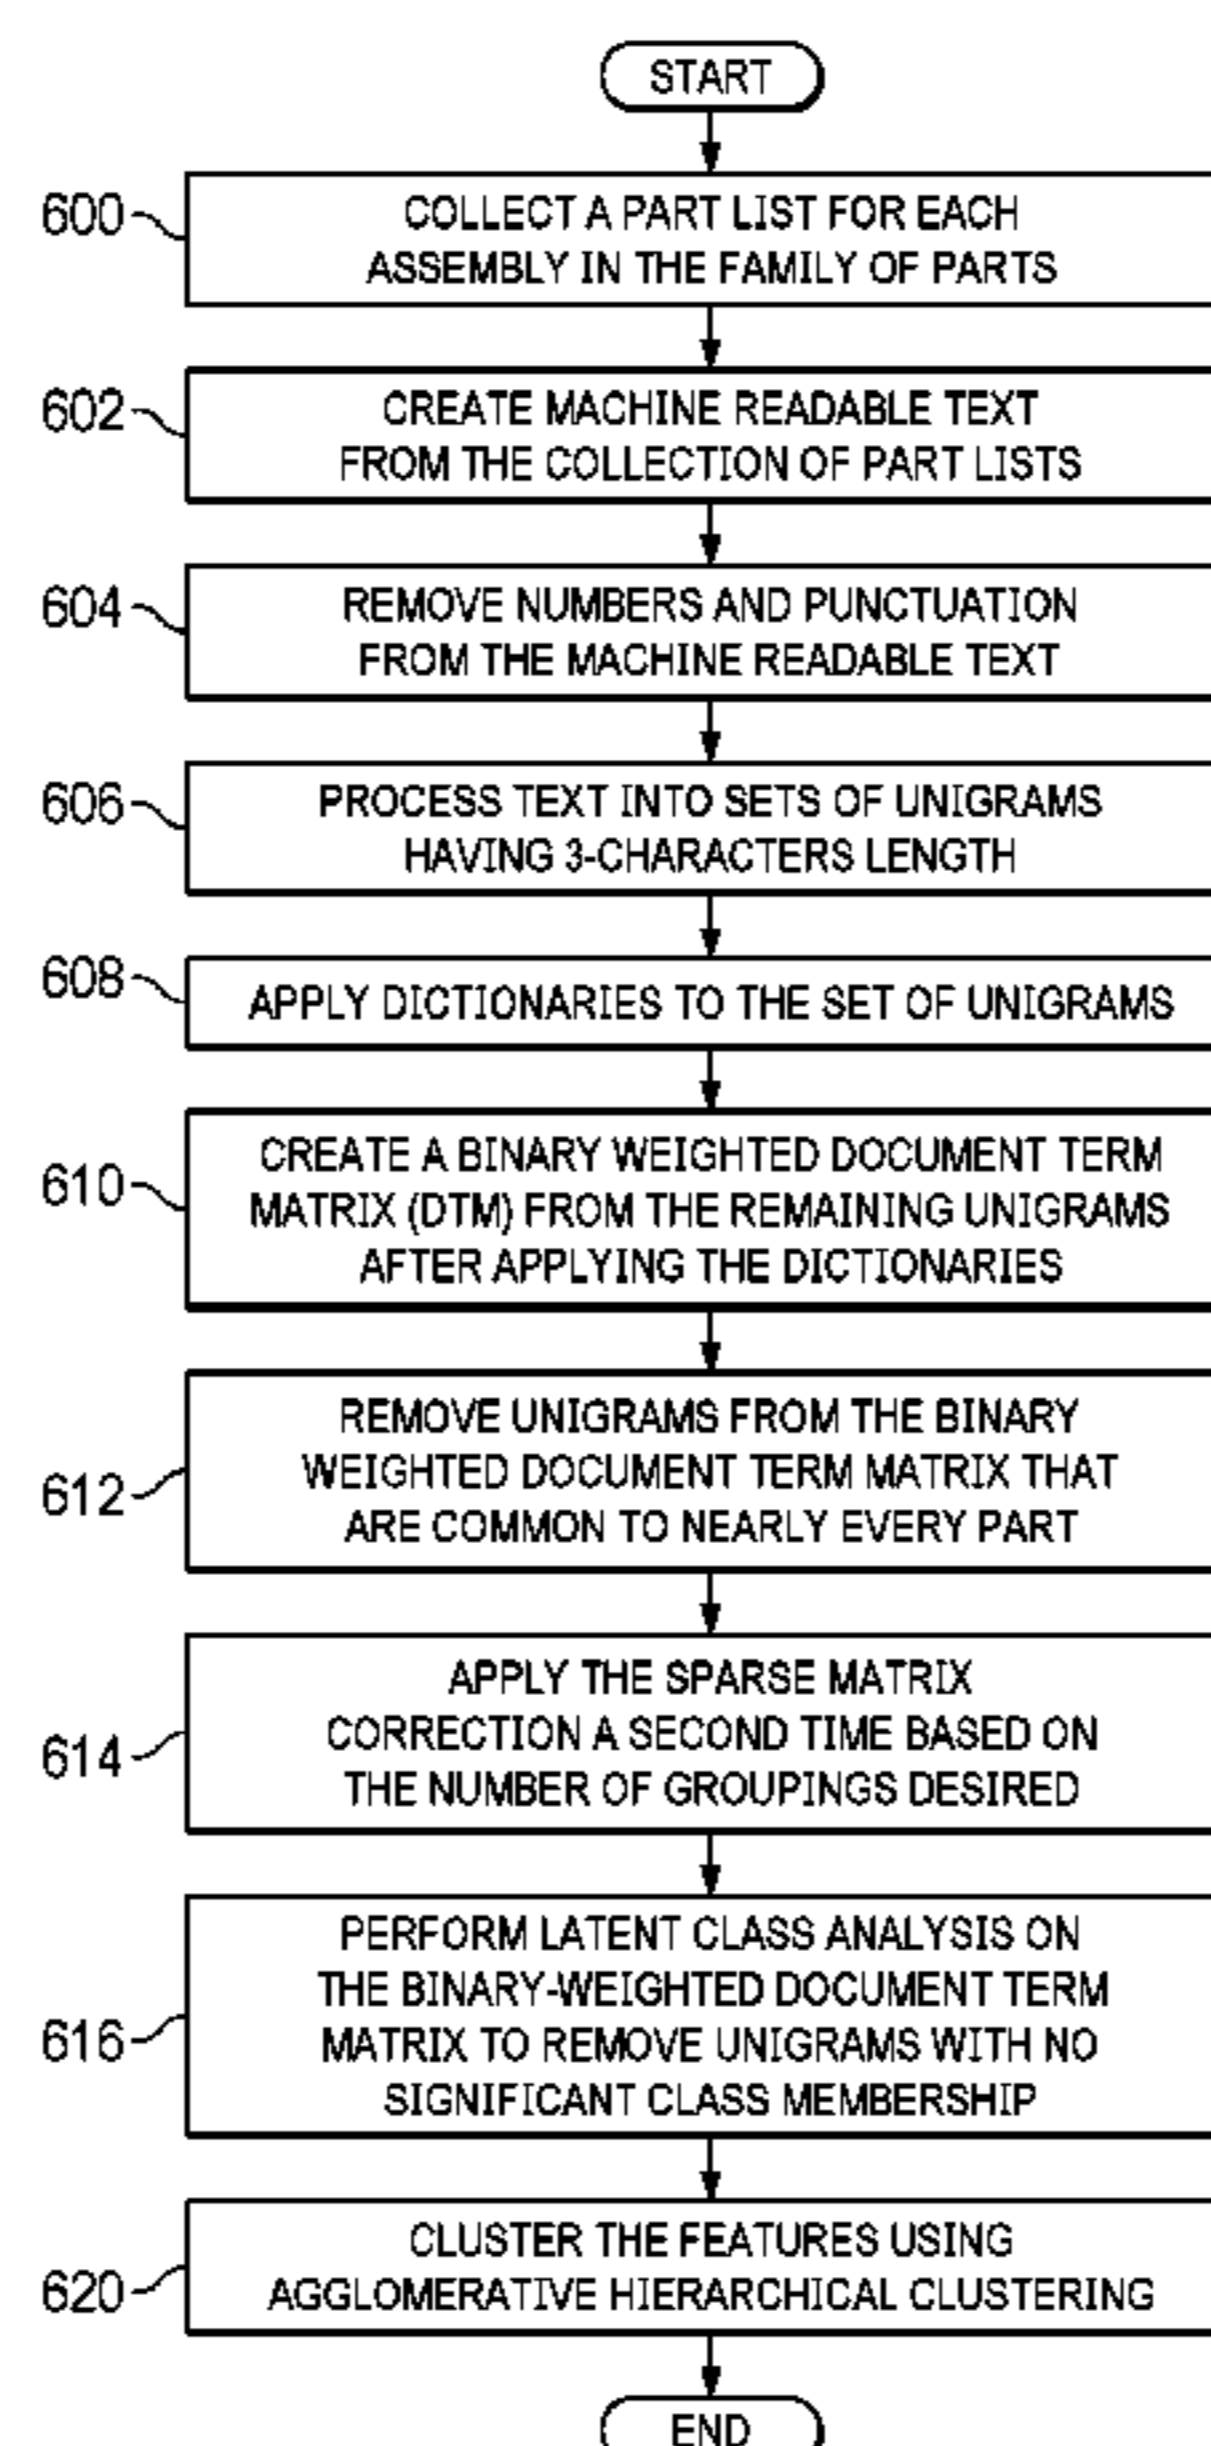 START
600
COLLECT A PART LIST FOR EACH
ASSEMBLY IN THE FAMILY OF PARTS
602
CREATE MACHINE READABLE TEXT
FROM THE COLLECTION OF PART LISTS
604
REMOVE NUMBERS AND PUNCTUATION
FROM THE MACHINE READABLE TEXT
606
PROCESS TEXT INTO SETS OF UNIGRAMS
HAVING 3-CHARACTERS LENGTH
608
APPLY DICTIONARIES TO THE SET OF UNIGRAMS
610
CREATE A BINARY WEIGHTED DOCUMENT TERM
MATRIX (DTM) FROM THE REMAINING UNIGRAMS
AFTER APPLYING THE DICTIONARIES
612
REMOVE UNIGRAMS FROM THE BINARY
WEIGHTED DOCUMENT TERM MATRIX THAT
ARE COMMON TO NEARLY EVERY PART
614
APPLY THE SPARSE MATRIX
CORRECTION A SECOND TIME BASED ON
THE NUMBER OF GROUPINGS DESIRED
616
PERFORM LATENT CLASS ANALYSIS ON
THE BINARY-WEIGHTED DOCUMENT TERM
MATRIX TO REMOVE UNIGRAMS WITH NO
SIGNIFICANT CLASS MEMBERSHIP
620
CLUSTER THE FEATURES USING
AGGLOMERATIVE HIERARCHICAL CLUSTERING
END